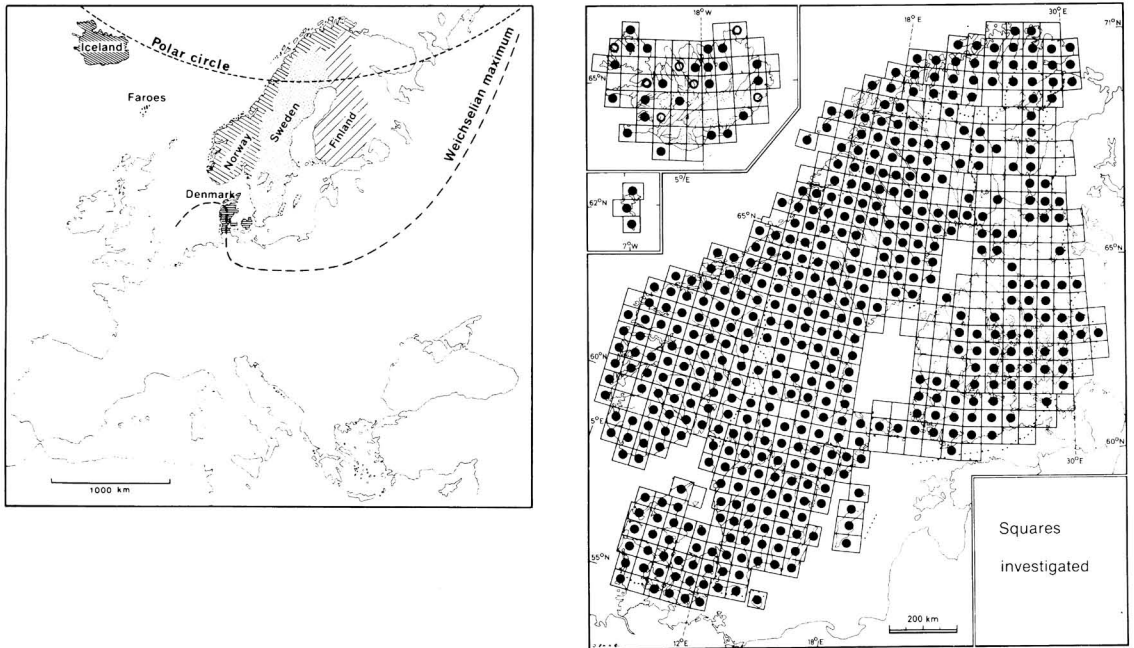 Iceland
Polar circle
Faroes
Norway
Sweden
Finland
Denmark
Weichselian maximum
1000 km
18°W
65°N
5°/E
62°N
7°W
18°E
30°E
71°N
65°N
65°N
60°N
5°E
60°N
30°E
55°N
12°E
18°/E
200 km
Squares
investigated